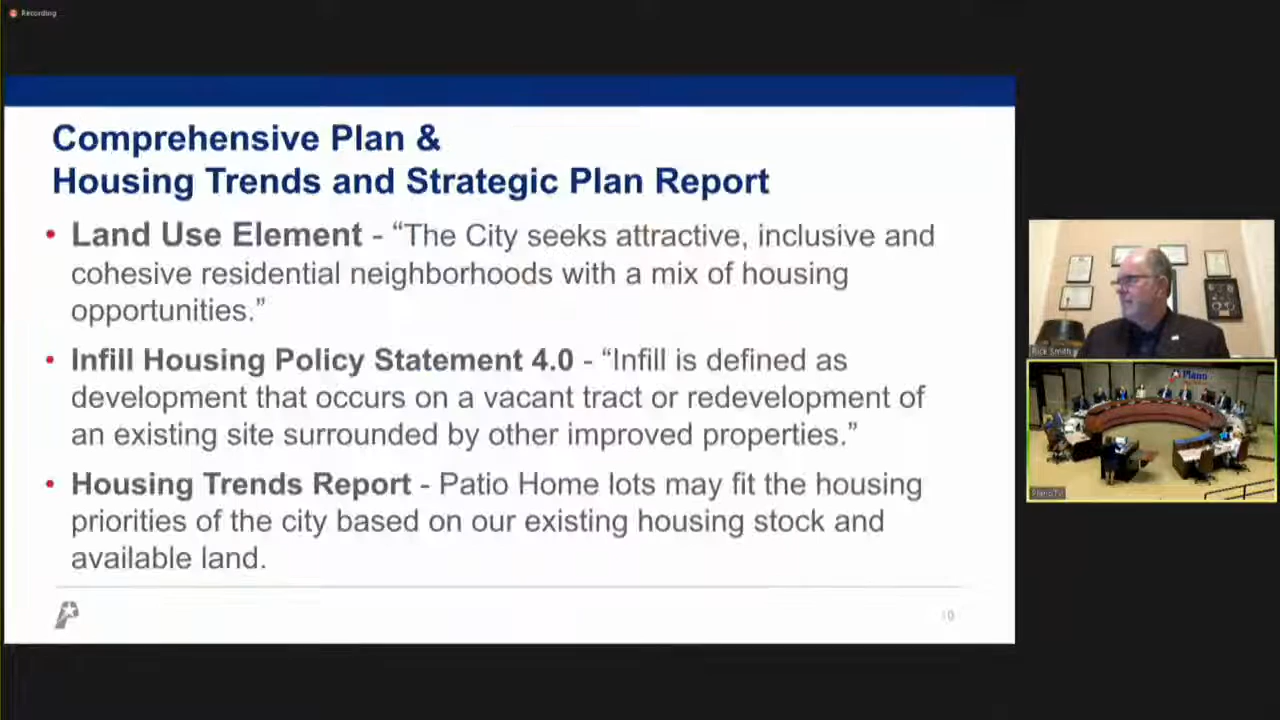 Recording
Comprehensive Plan &
Housing Trends and Strategic Plan Report
• Land Use Element - “The City seeks attractive, inclusive and
cohesive residential neighborhoods with a mix of housing
opportunities.”
• Infill Housing Policy Statement 4.0 - “Infill is defined as
development that occurs on a vacant tract or redevelopment of
an existing site surrounded by other improved properties.”
• Housing Trends Report - Patio Home lots may fit the housing
priorities of the city based on our existing housing stock and
available land.
10
Rick Smith
Plano
PlanoTV